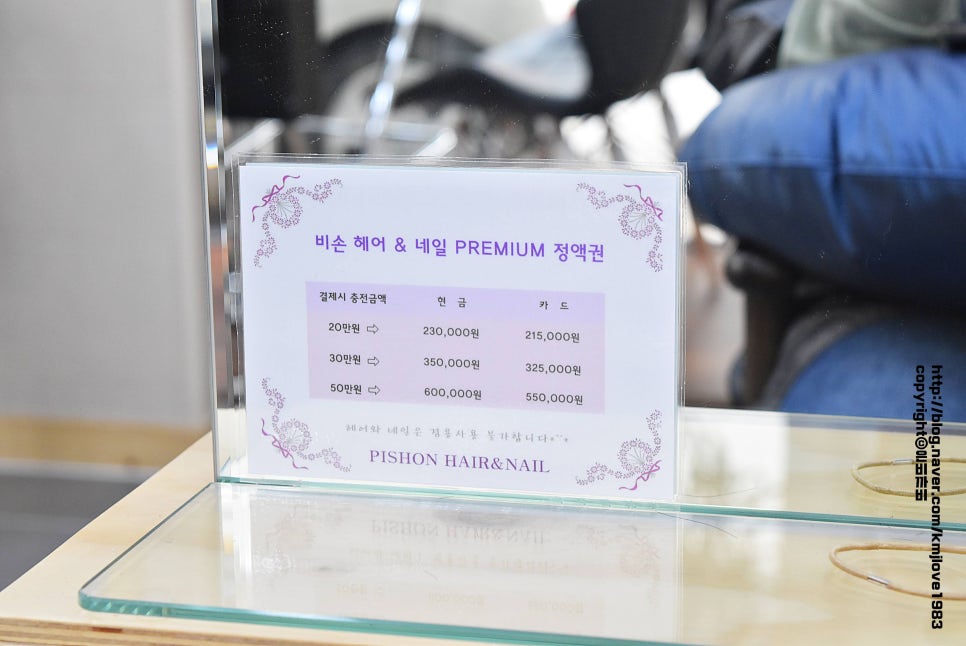 비손 헤어 & 네일 PREMIUM 정액권
결제시 충전금액 현 금 카 드
20만원 ⇨ 230,000원 215,000원
30만원 ⇨ 350,000원 325,000원
50만원 ⇨ 600,000원 550,000원
헤어와 네일은 겸용사용 불가합니다*^^*
PISHON HAIR&NAIL
http://blog.naver.com/kmjlove1983
copyright@